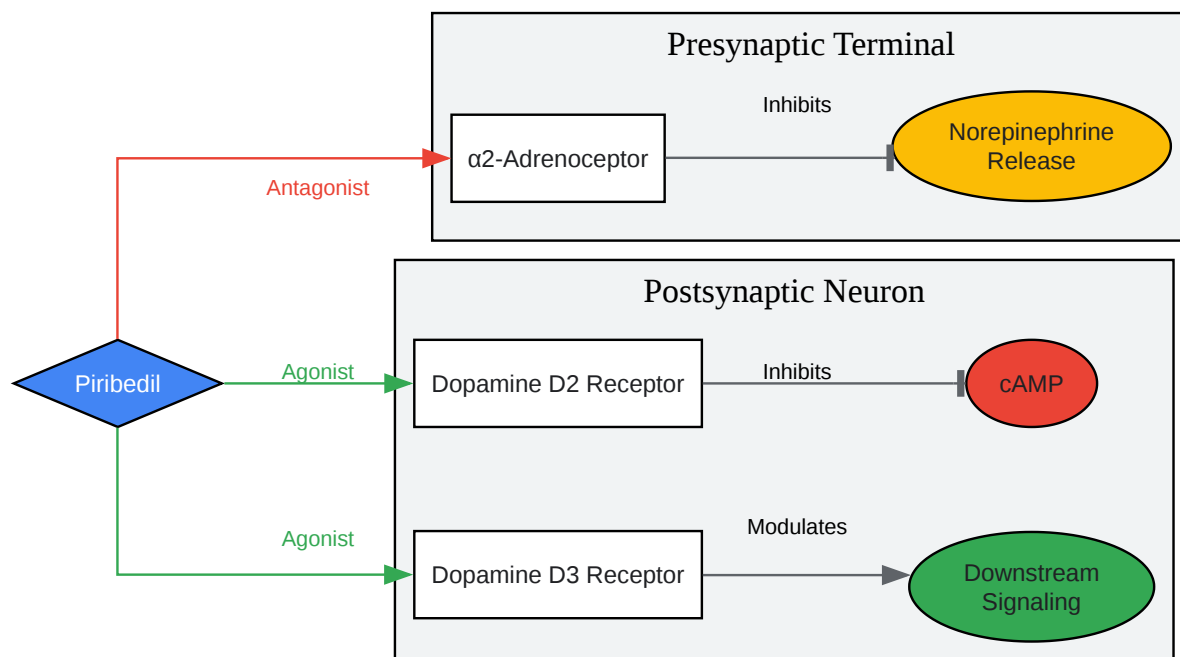 Presynaptic Terminal
Inhibits
Norepinephrine
Release
α2-Adrenoceptor
Antagonist
Postsynaptic Neuron
Piribedil
Agonist
Dopamine D2 Receptor
Inhibits
cAMP
Agonist
Dopamine D3 Receptor
Modulates
Downstream
Signaling